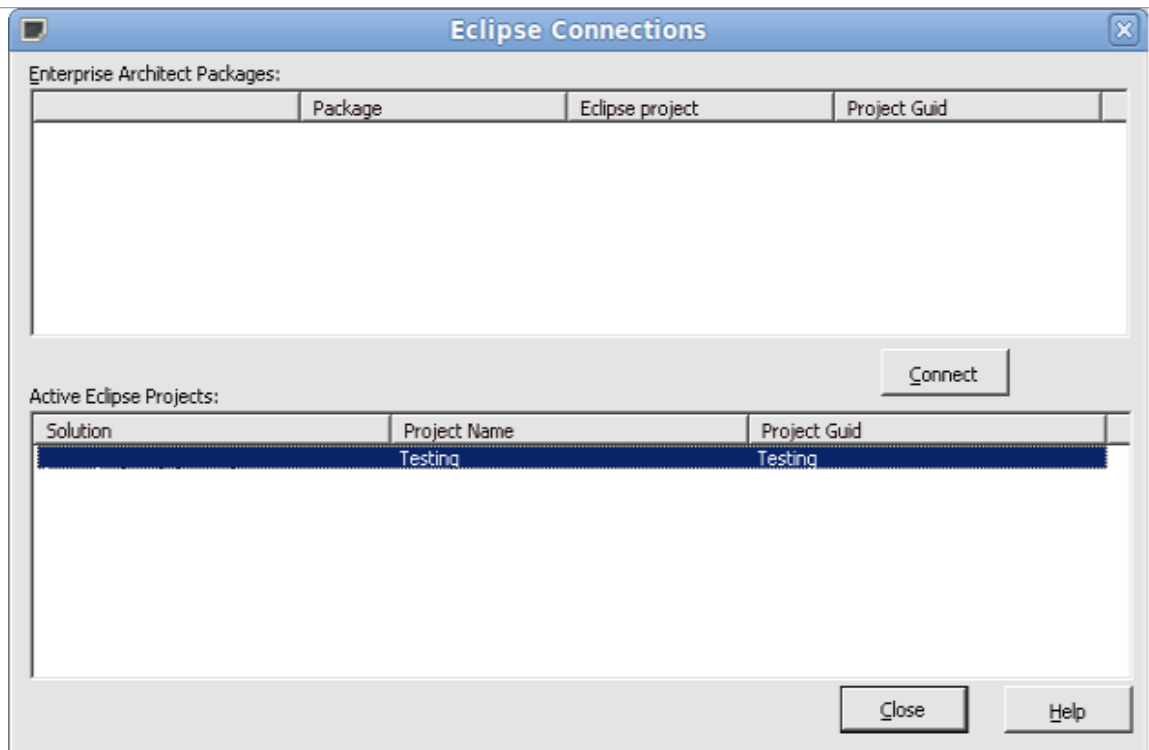 Eclipse Connections
Enterprise Architect Packages:
Package Eclipse project Project Guid
Connect
Active Eclipse Projects:
Solution Project Name Project Guid
Testing Testing
Close Help